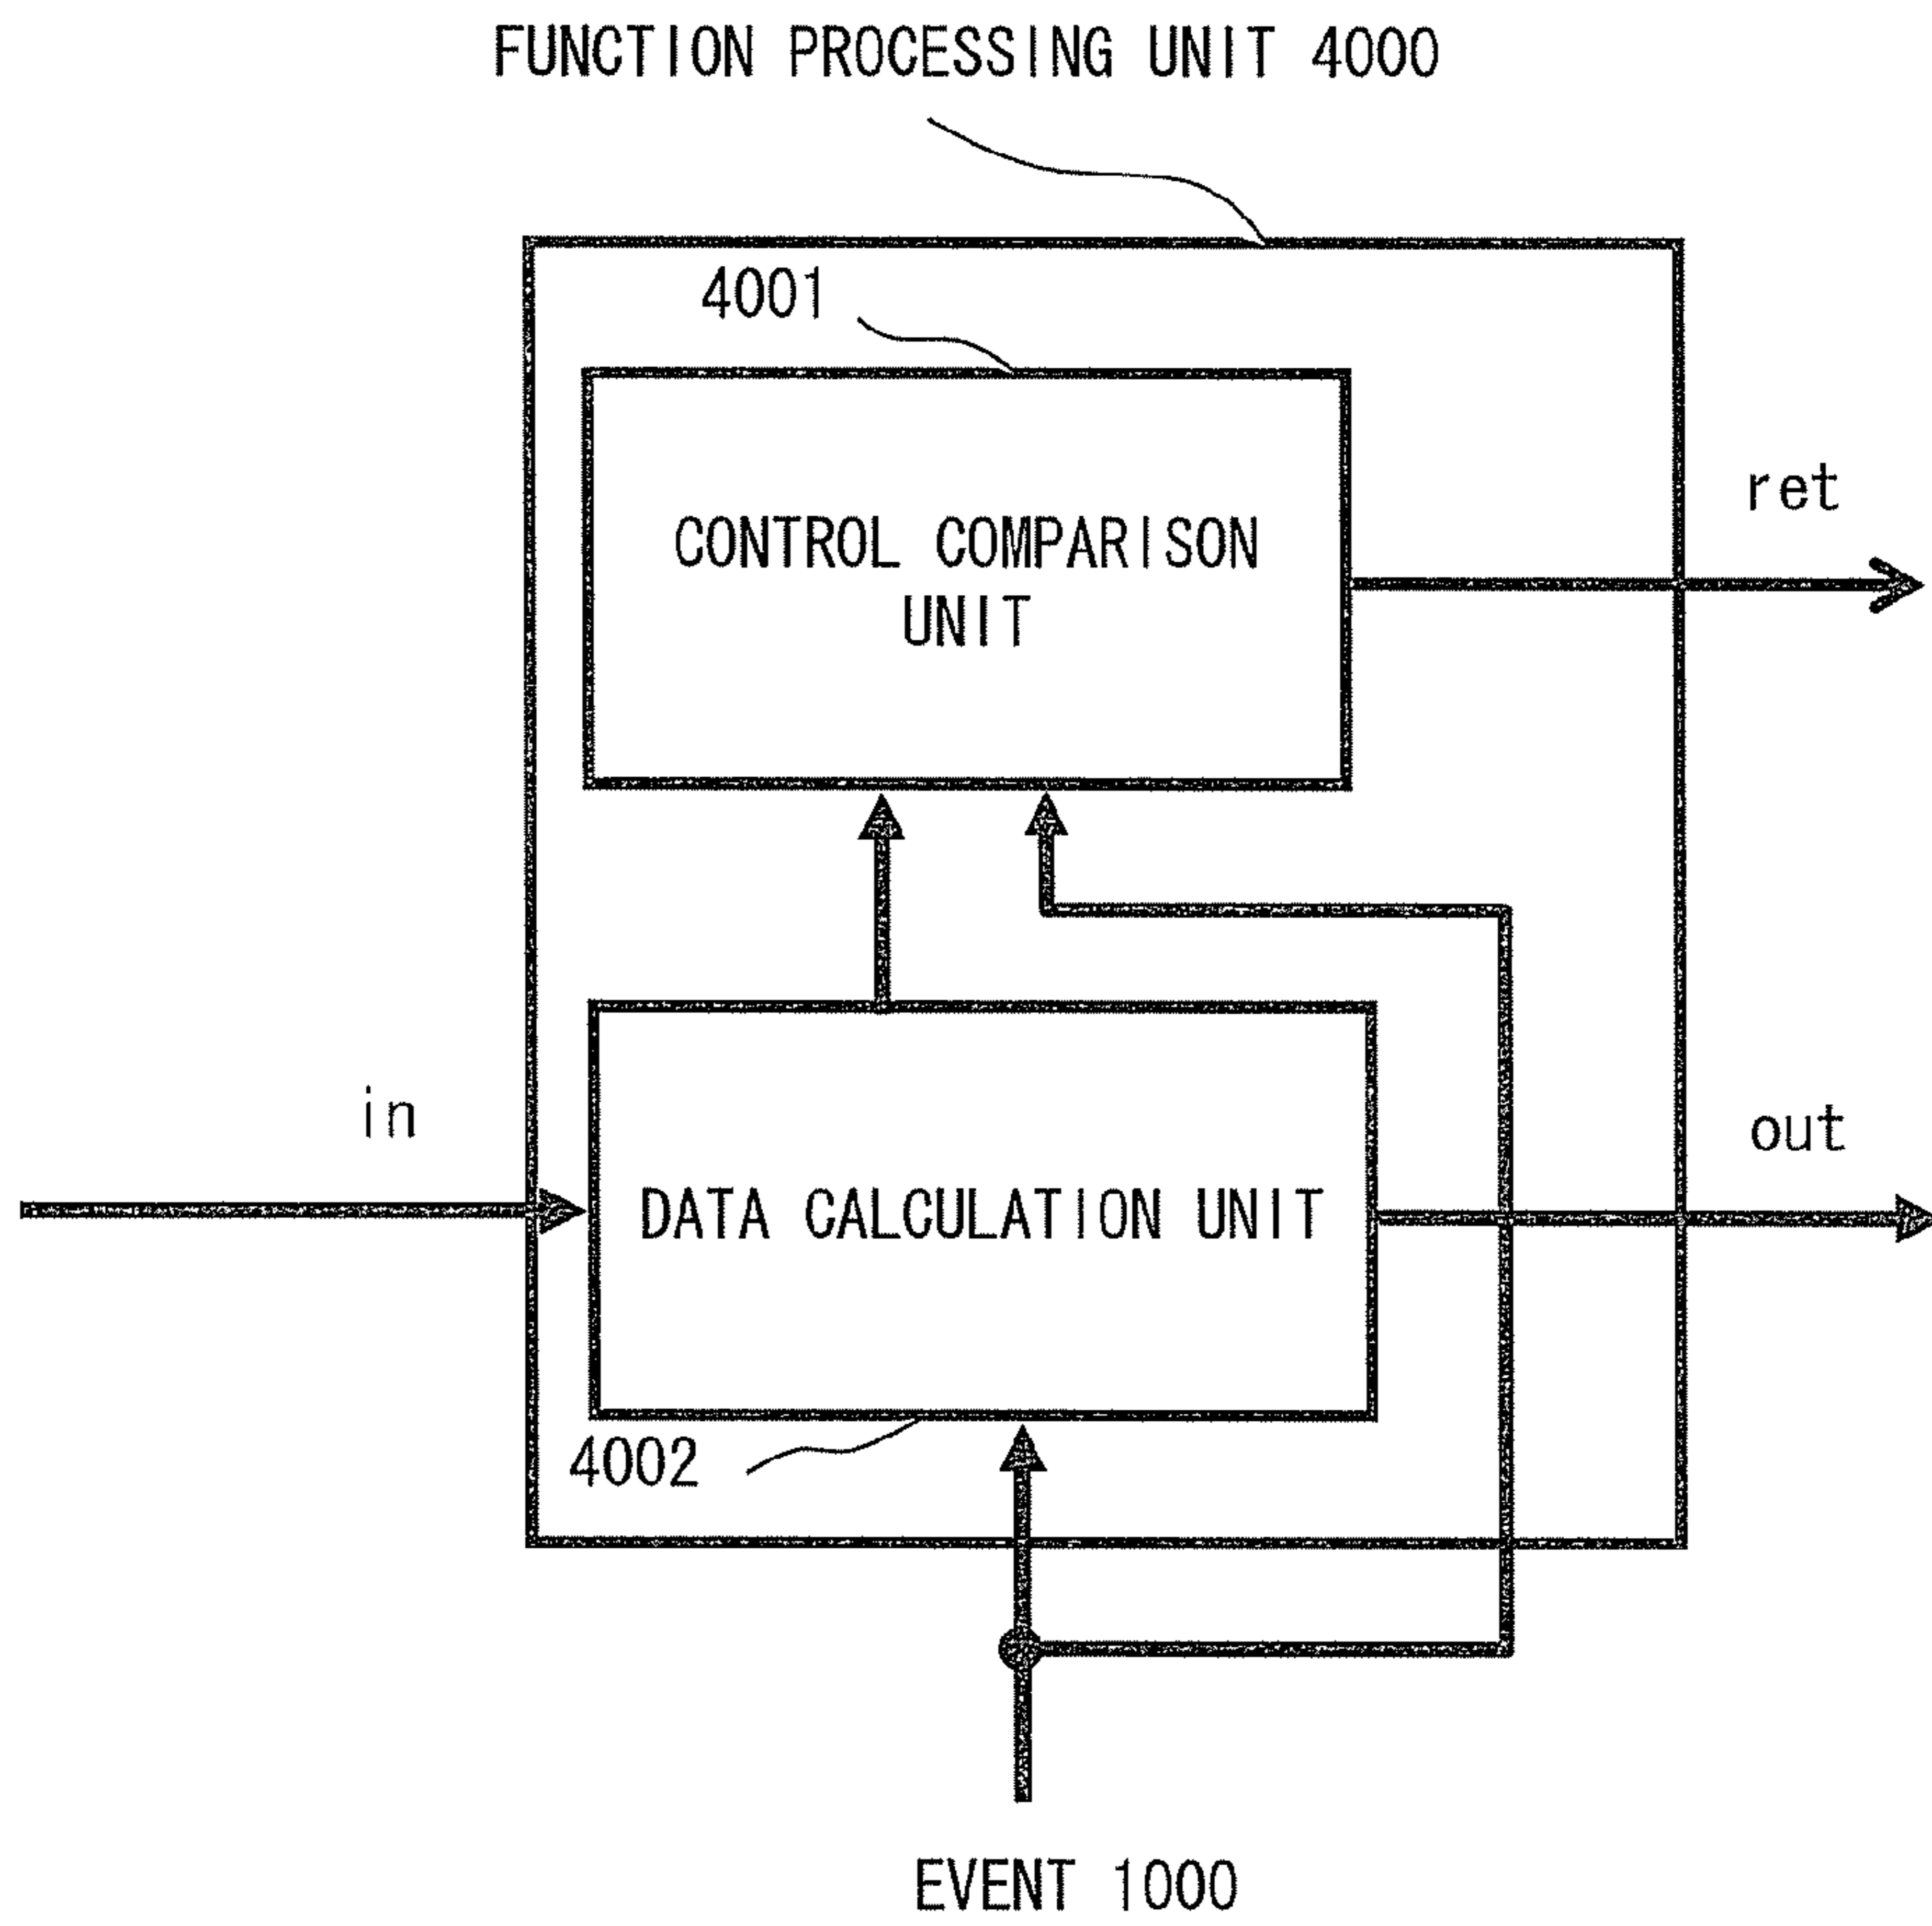 FUNCTION PROCESSING UNIT 4000
4001
CONTROL COMPARISON
UNIT
ret
in
out
DATA CALCULATION UNIT
4002
EVENT 1000